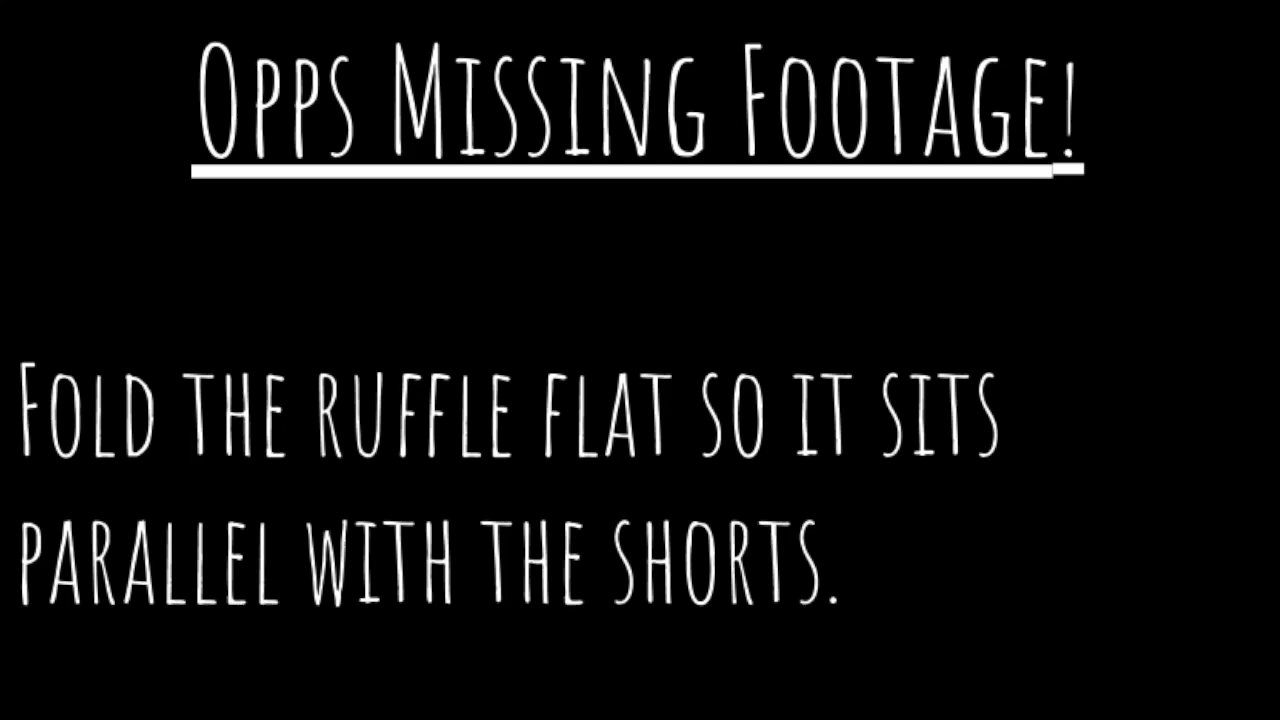 Opps Missing Footage!
Fold the ruffle flat so it sits
parallel with the shorts.